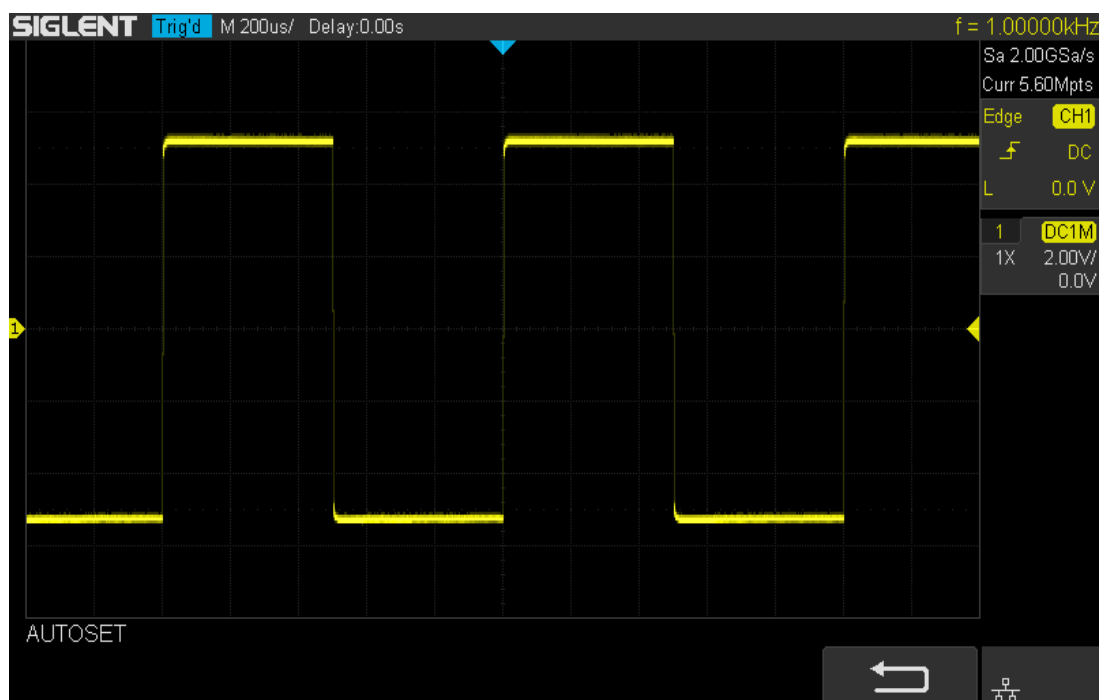 SIGLENT Trig'd M 200us/ Delay:0.00s f = 1.00000kHz
Sa 2.00GSa/s
Curr 5.60Mpts
Edge CH1
DC
L 0.0 V
1 DC1M
1X 2.00V/
0.0V
1
AUTOSET